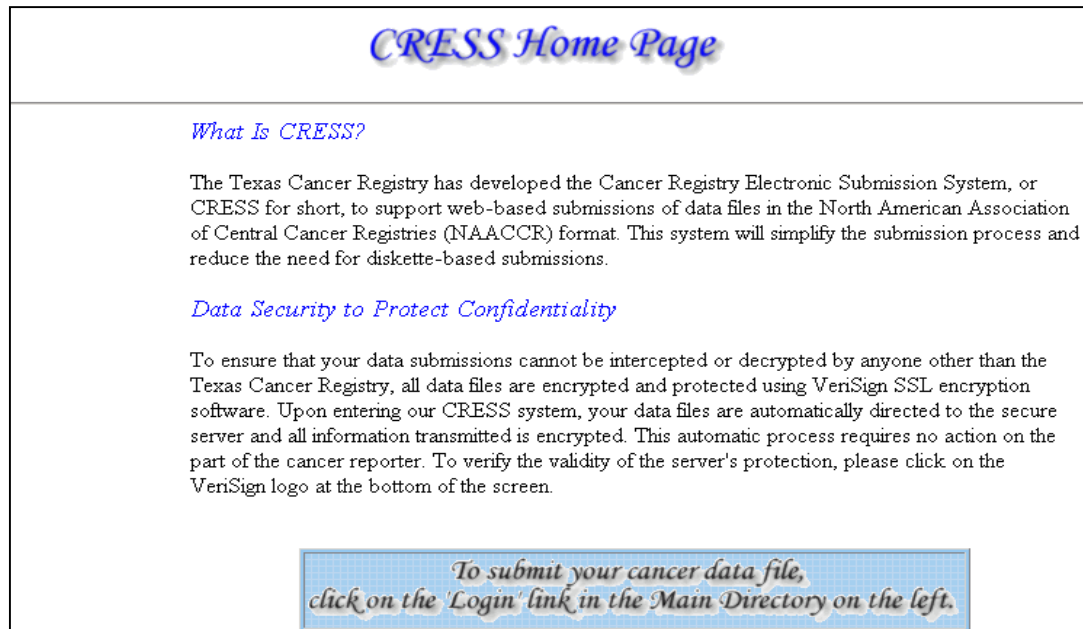 CRESS Home Page
What Is CRESS?
The Texas Cancer Registry has developed the Cancer Registry Electronic Submission System, or
CRESS for short, to support web-based submissions of data files in the North American Association
of Central Cancer Registries (NAACCR) format. This system will simplify the submission process and
reduce the need for diskette-based submissions.
Data Security to Protect Confidentiality
To ensure that your data submissions cannot be intercepted or decrypted by anyone other than the
Texas Cancer Registry, all data files are encrypted and protected using VeriSign SSL encryption
software. Upon entering our CRESS system, your data files are automatically directed to the secure
server and all information transmitted is encrypted. This automatic process requires no action on the
part of the cancer reporter. To verify the validity of the server's protection, please click on the
VeriSign logo at the bottom of the screen.
To submit your cancer data file,
click on the 'Login' link in the Main Directory on the left.